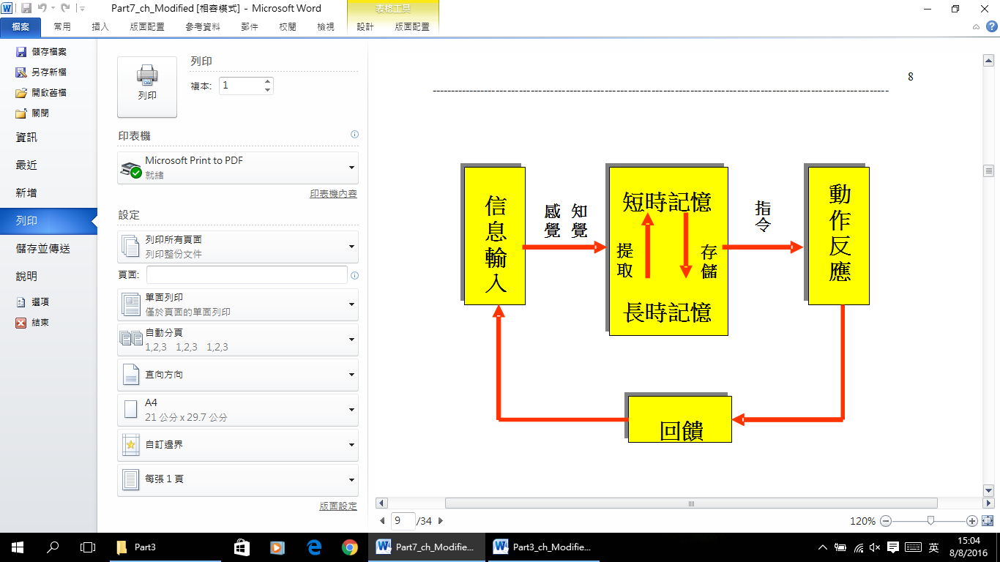 Part7_ch_Modified [相容模式] - Microsoft Word
表格工具
檔案 常用 插入 版面配置 參考資料 郵件 校閱 檢視 設計 版面配置
儲存檔案
另存新檔
開啟舊檔
關閉
資訊
最近
新增
列印
儲存並傳送
說明
選項
結束
列印
列印
複本: 1
印表機
Microsoft Print to PDF
就緒
印表機內容
設定
列印所有頁面
列印整份文件
頁面:
單面列印
僅於頁面的單面列印
自動分頁
1,2,3 1,2,3 1,2,3
直向方向
A4
21 公分 x 29.7 公分
自訂邊界
每張 1 頁
版面設定
8
信息輸入
感覺
知覺
短時記憶
提取
存儲
長時記憶
指令
動作反應
回饋
9 /34
120%
Part3
Part7_ch_Modifie...
Part3_ch_Modifie...
英
15:04
8/8/2016